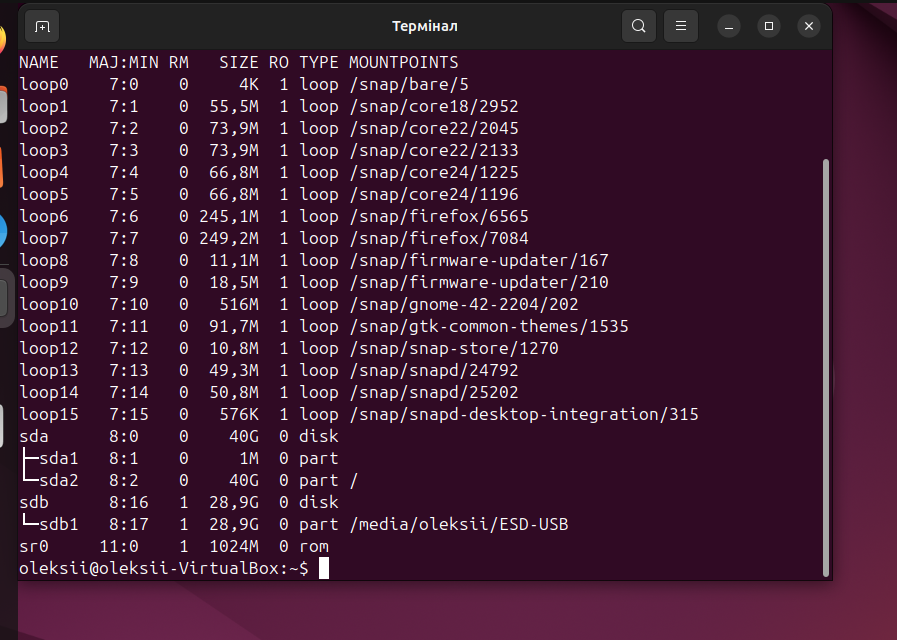 Термінал
NAME   MAJ:MIN RM   SIZE RO TYPE MOUNTPOINTS
loop0    7:0    0     4K  1 loop /snap/bare/5
loop1    7:1    0  55,5M  1 loop /snap/core18/2952
loop2    7:2    0  73,9M  1 loop /snap/core22/2045
loop3    7:3    0  73,9M  1 loop /snap/core22/2133
loop4    7:4    0  66,8M  1 loop /snap/core24/1225
loop5    7:5    0  66,8M  1 loop /snap/core24/1196
loop6    7:6    0 245,1M  1 loop /snap/firefox/6565
loop7    7:7    0 249,2M  1 loop /snap/firefox/7084
loop8    7:8    0  11,1M  1 loop /snap/firmware-updater/167
loop9    7:9    0  18,5M  1 loop /snap/firmware-updater/210
loop10   7:10   0   516M  1 loop /snap/gnome-42-2204/202
loop11   7:11   0  91,7M  1 loop /snap/gtk-common-themes/1535
loop12   7:12   0  10,8M  1 loop /snap/snap-store/1270
loop13   7:13   0  49,3M  1 loop /snap/snapd/24792
loop14   7:14   0  50,8M  1 loop /snap/snapd/25202
loop15   7:15   0   576K  1 loop /snap/snapd-desktop-integration/315
sda      8:0    0    40G  0 disk
├─sda1   8:1    0     1M  0 part
└─sda2   8:2    0    40G  0 part /
sdb      8:16   1  28,9G  0 disk
└─sdb1   8:17   1  28,9G  0 part /media/oleksii/ESD-USB
sr0     11:0    1  1024M  0 rom
oleksii@oleksii-VirtualBox:~$